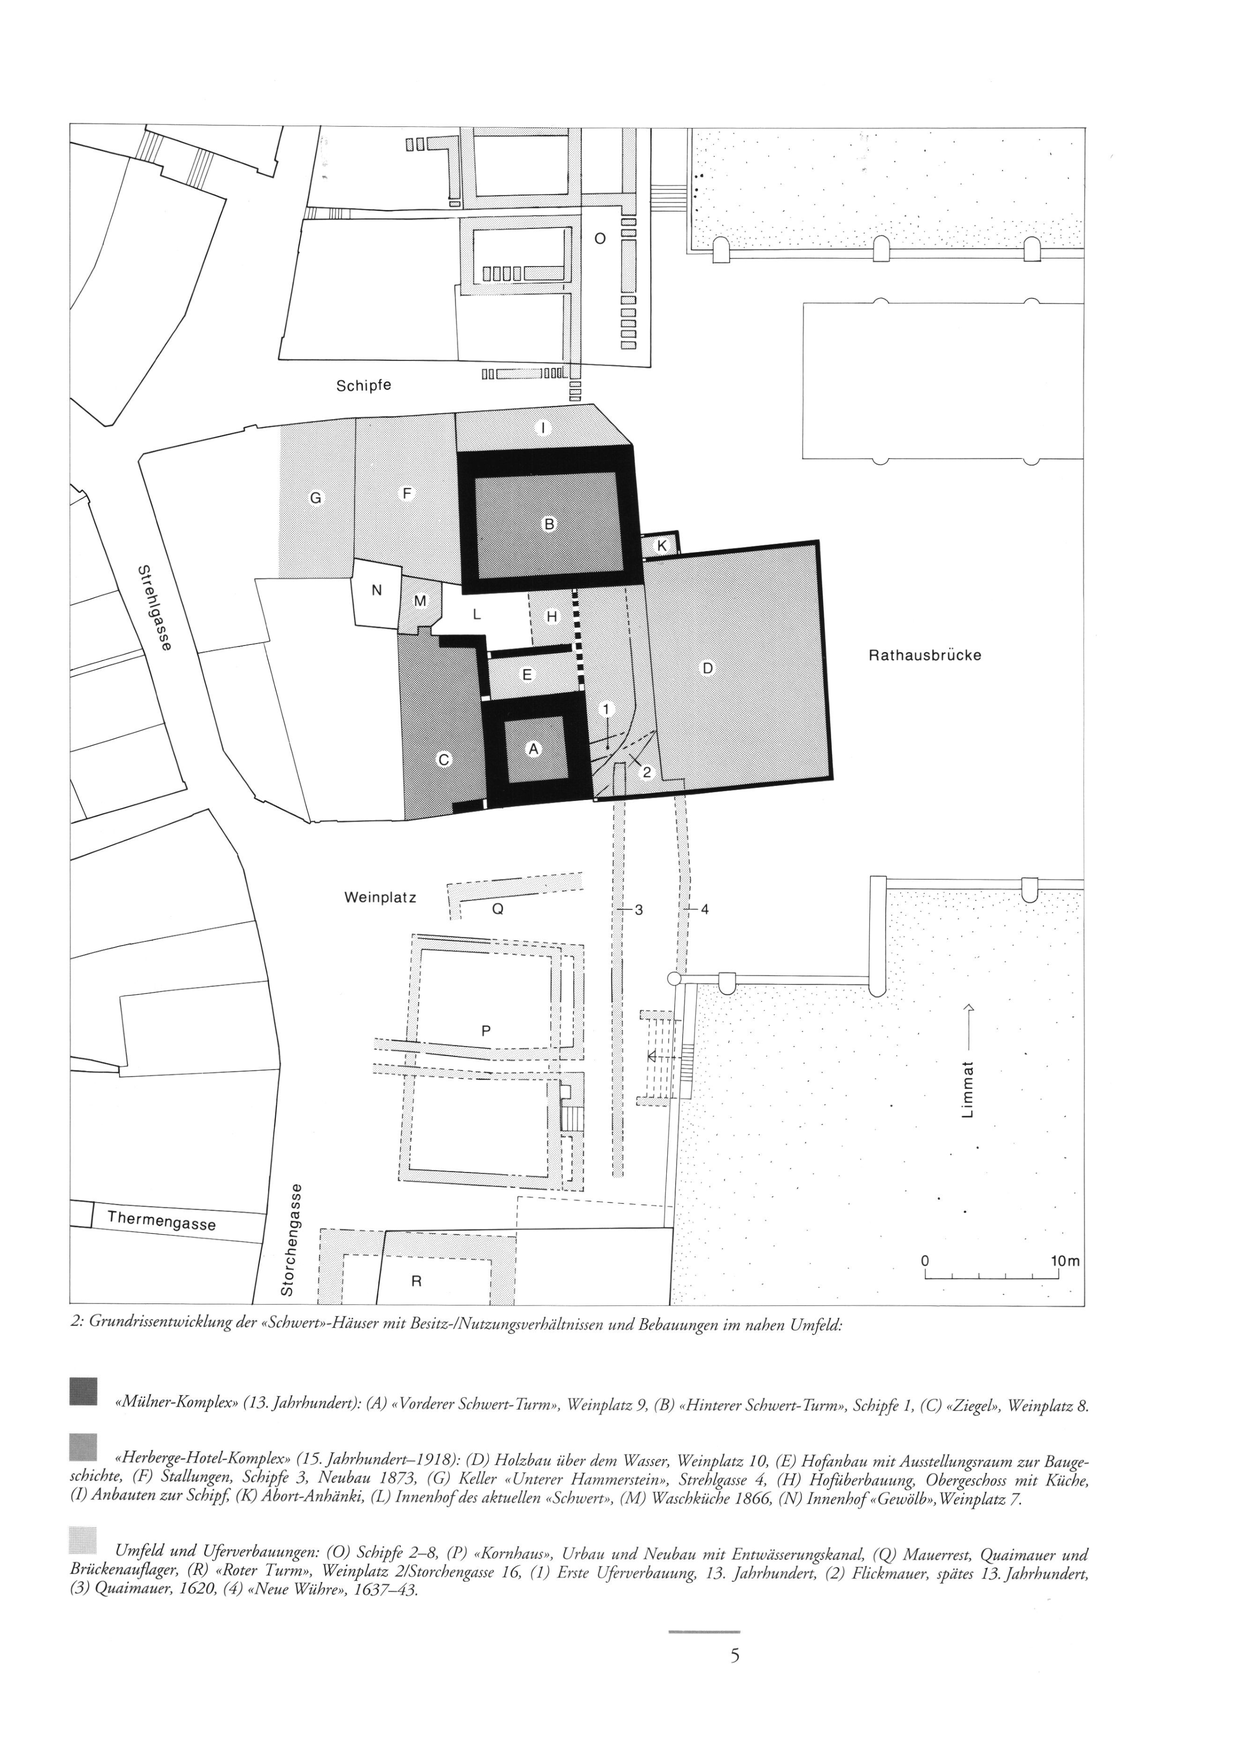 O
Schipfe
I
G
F
B
K
N
M
L
H
Strehlgasse
E
D
Rathausbrücke
1
A
C
2
Weinplatz
Q
3
4
P
Limmat
Thermengasse
Storchengasse
R
0 10m
2: Grundrissentwicklung der «Schwert»-Häuser mit Besitz-/Nutzungsverhältnissen und Bebauungen im nahen Umfeld:
«Mülner-Komplex» (13. Jahrhundert): (A) «Vorderer Schwert-Turm», Weinplatz 9, (B) «Hinterer Schwert-Turm», Schipfe 1, (C) «Ziegel», Weinplatz 8.
«Herberge-Hotel-Komplex» (15. Jahrhundert–1918): (D) Holzbau über dem Wasser, Weinplatz 10, (E) Hofanbau mit Ausstellungsraum zur Bauge-
schichte, (F) Stallungen, Schipfe 3, Neubau 1873, (G) Keller «Unterer Hammerstein», Strehlgasse 4, (H) Hofüberbauung, Obergeschoss mit Küche,
(I) Anbauten zur Schipf, (K) Abort-Anhänki, (L) Innenhof des aktuellen «Schwert», (M) Waschküche 1866, (N) Innenhof «Gewölb», Weinplatz 7.
Umfeld und Uferverbauungen: (O) Schipfe 2–8, (P) «Kornhaus», Urbau und Neubau mit Entwässerungskanal, (Q) Mauerrest, Quaimauer und
Brückenauflager, (R) «Roter Turm», Weinplatz 2/Storchengasse 16, (1) Erste Uferverbauung, 13. Jahrhundert, (2) Flickmauer, spätes 13. Jahrhundert,
(3) Quaimauer, 1620, (4) «Neue Wühre», 1637–43.
5